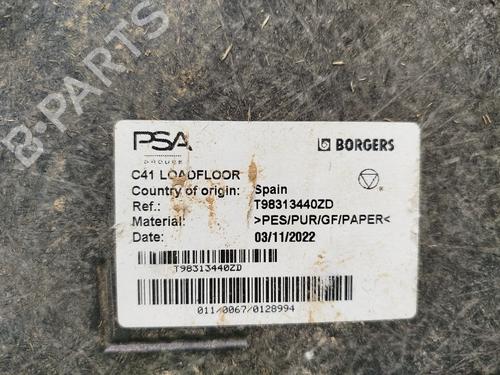 B-PARTS
PSA
GROUPE
BORGERS
C41 LOADFLOOR
Country of origin: Spain
Ref.: T98313440ZD
Material: >PES/PUR/GF/PAPER<
Date: 03/11/2022
T98313440ZD
011/0067/0128994